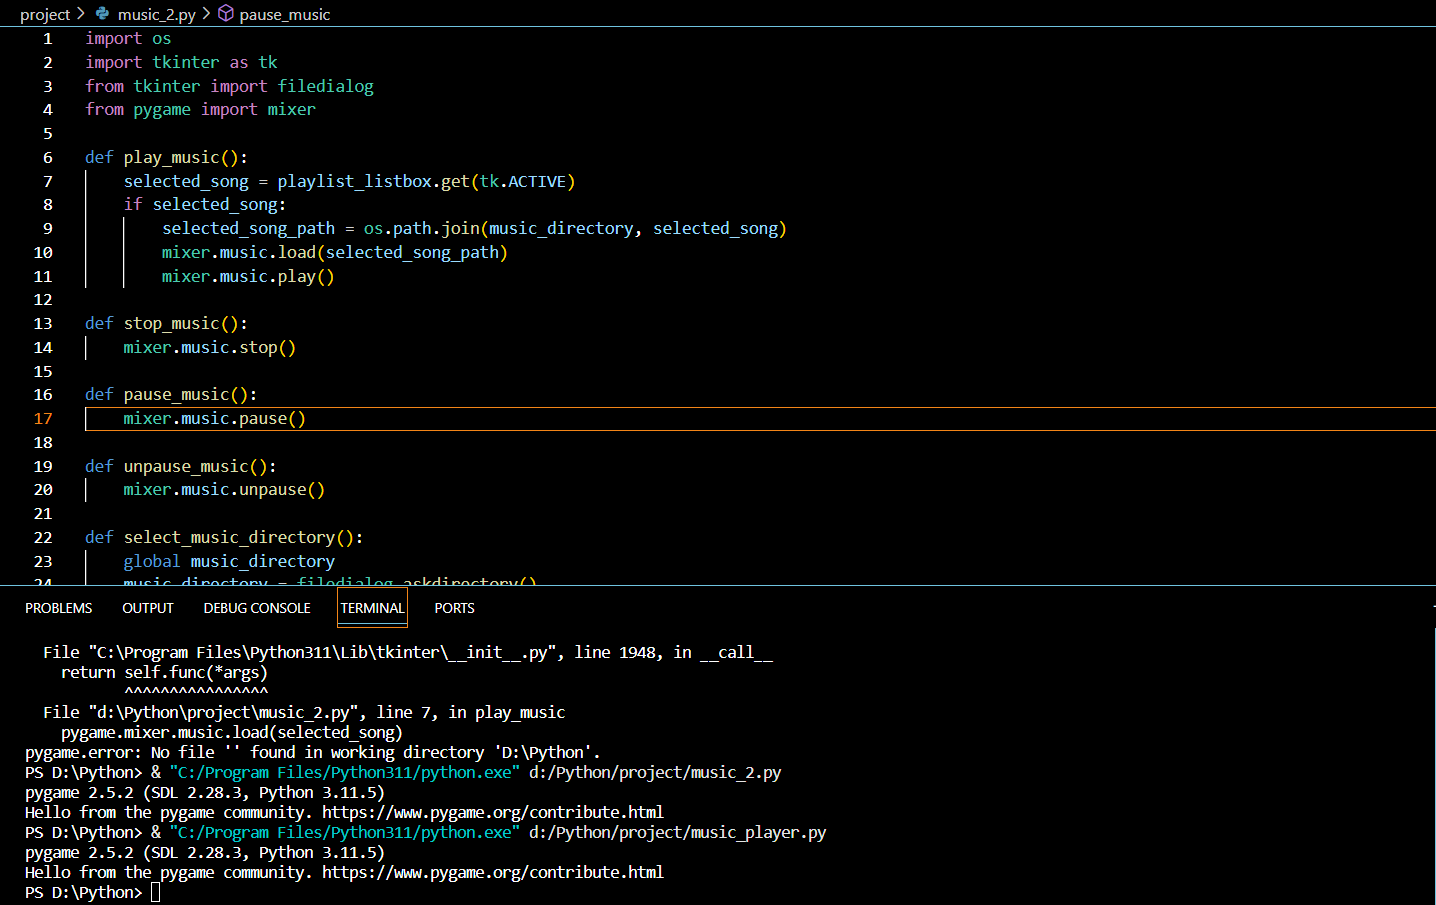 project > music_2.py > pause_music
1 import os
2 import tkinter as tk
3 from tkinter import filedialog
4 from pygame import mixer
5
6 def play_music():
7     selected_song = playlist_listbox.get(tk.ACTIVE)
8     if selected_song:
9         selected_song_path = os.path.join(music_directory, selected_song)
10         mixer.music.load(selected_song_path)
11         mixer.music.play()
12
13 def stop_music():
14     mixer.music.stop()
15
16 def pause_music():
17     mixer.music.pause()
18
19 def unpause_music():
20     mixer.music.unpause()
21
22 def select_music_directory():
23     global music_directory
24     music_directory = filedialog.askdirectory()
PROBLEMS OUTPUT DEBUG CONSOLE TERMINAL PORTS
  File "C:\Program Files\Python311\Lib\tkinter\__init__.py", line 1948, in __call__
    return self.func(*args)
           ^^^^^^^^^^^^^^^^
  File "d:\Python\project\music_2.py", line 7, in play_music
    pygame.mixer.music.load(selected_song)
pygame.error: No file '' found in working directory 'D:\Python'.
PS D:\Python> & "C:/Program Files/Python311/python.exe" d:/Python/project/music_2.py
pygame 2.5.2 (SDL 2.28.3, Python 3.11.5)
Hello from the pygame community. https://www.pygame.org/contribute.html
PS D:\Python> & "C:/Program Files/Python311/python.exe" d:/Python/project/music_player.py
pygame 2.5.2 (SDL 2.28.3, Python 3.11.5)
Hello from the pygame community. https://www.pygame.org/contribute.html
PS D:\Python>